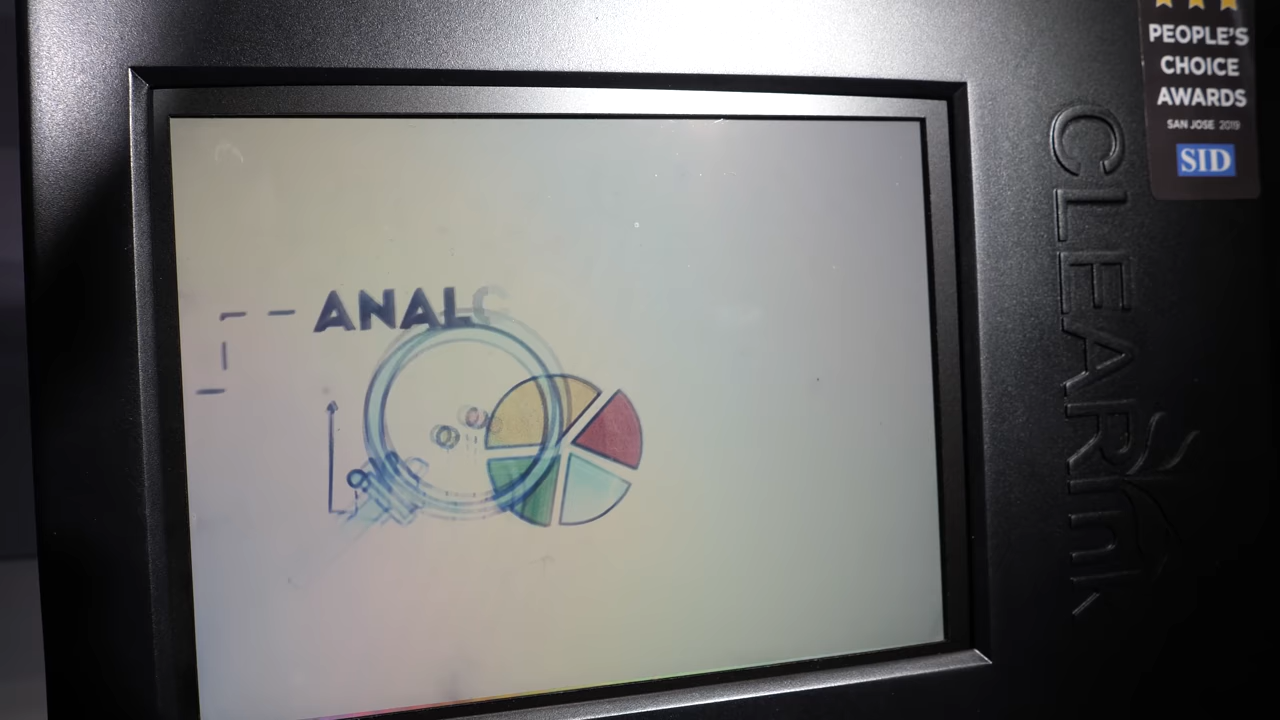 PEOPLE'S
CHOICE
AWARDS
SAN JOSE 2019
SID
CLEARink
ANAL